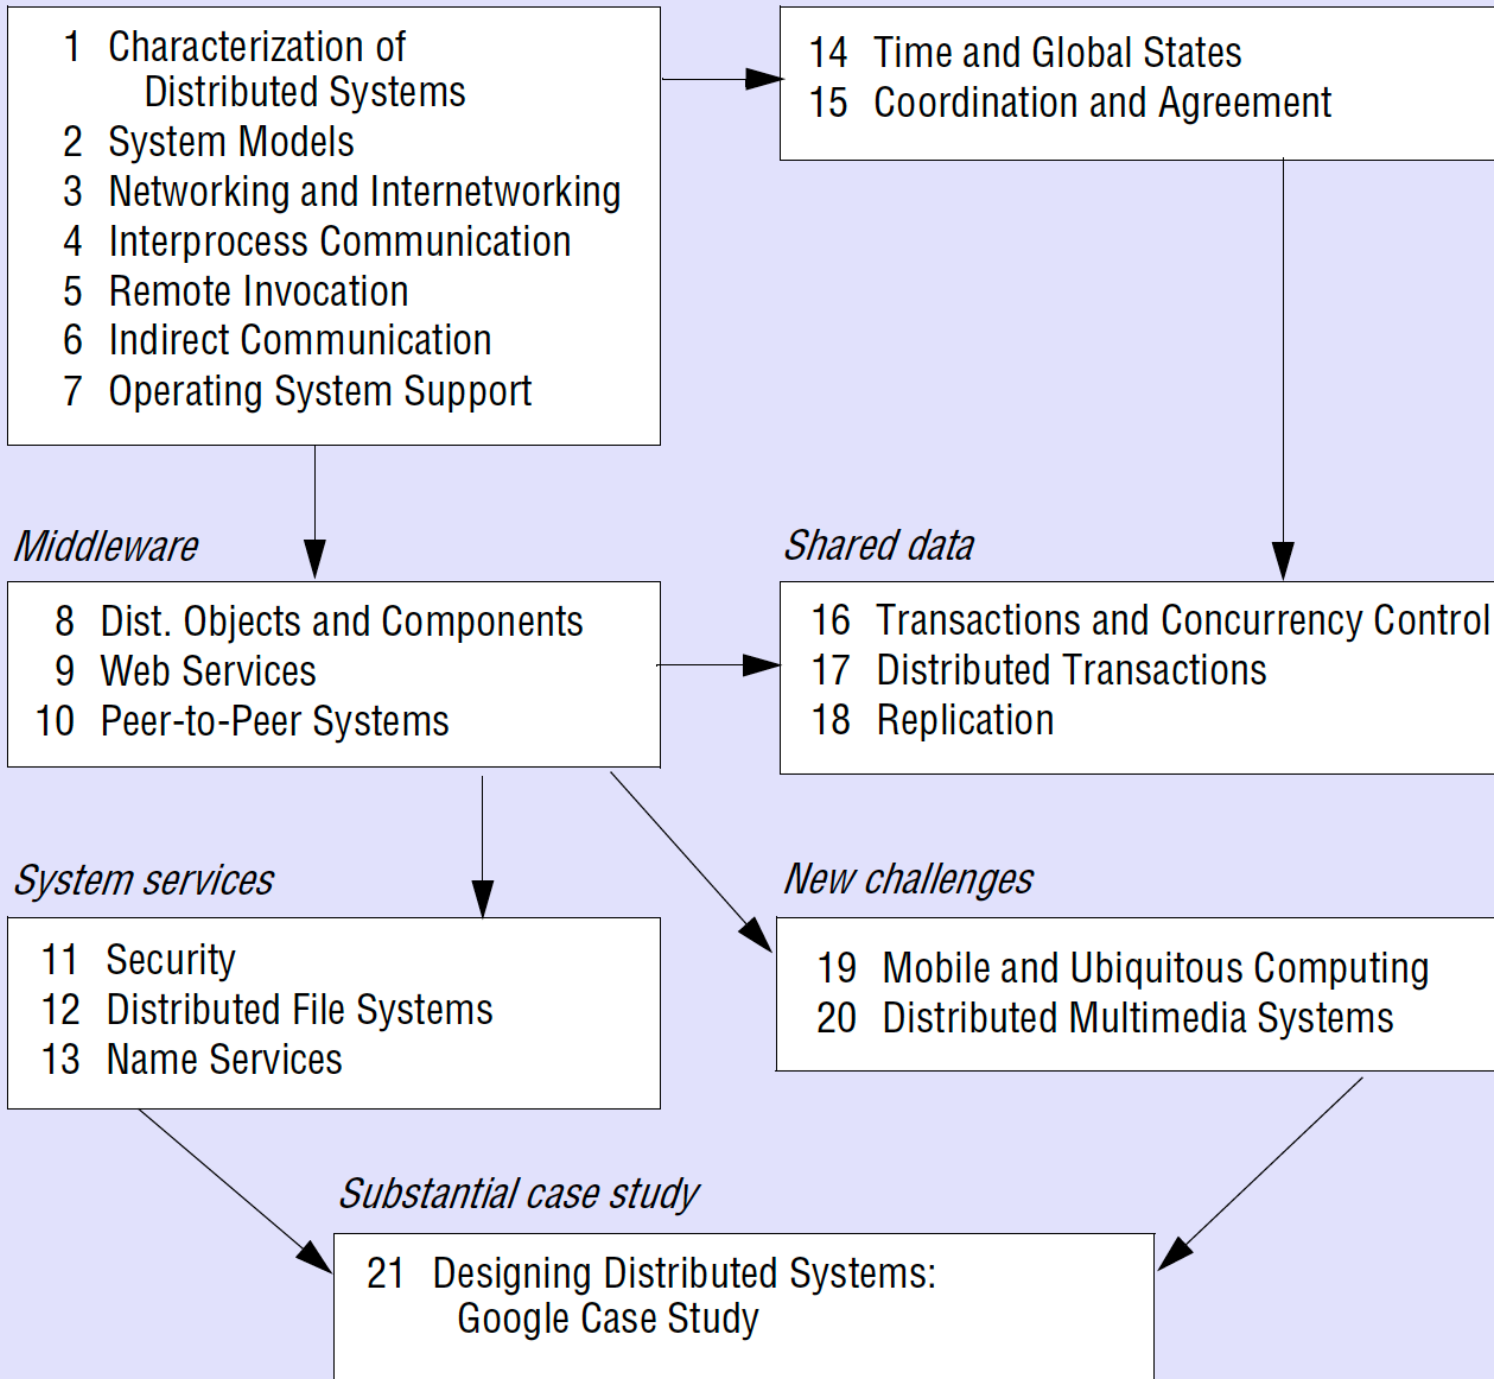 1 Characterization of
Distributed Systems
2 System Models
3 Networking and Internetworking
4 Interprocess Communication
5 Remote Invocation
6 Indirect Communication
7 Operating System Support
14 Time and Global States
15 Coordination and Agreement
Middleware
8 Dist. Objects and Components
9 Web Services
10 Peer-to-Peer Systems
Shared data
16 Transactions and Concurrency Control
17 Distributed Transactions
18 Replication
System services
11 Security
12 Distributed File Systems
13 Name Services
New challenges
19 Mobile and Ubiquitous Computing
20 Distributed Multimedia Systems
Substantial case study
21 Designing Distributed Systems:
Google Case Study